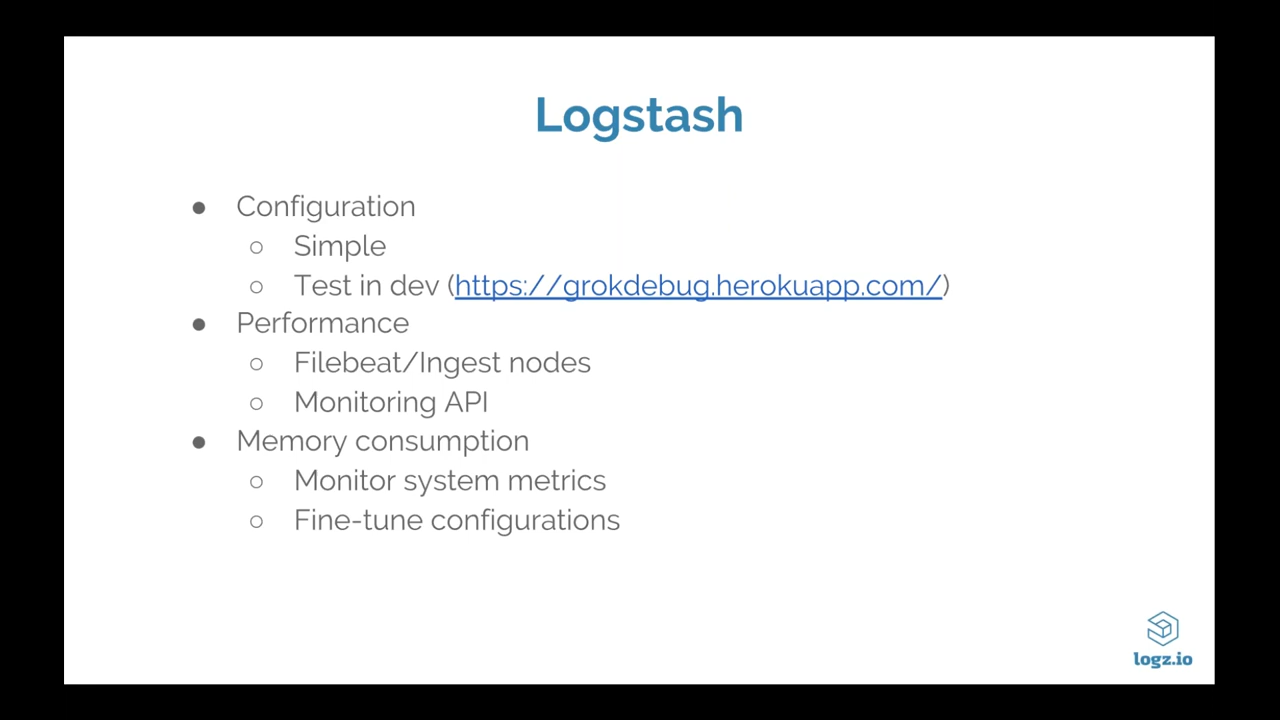 Logstash
● Configuration
○ Simple
○ Test in dev (https://grokdebug.herokuapp.com/)
● Performance
○ Filebeat/Ingest nodes
○ Monitoring API
● Memory consumption
○ Monitor system metrics
○ Fine-tune configurations
logz.io